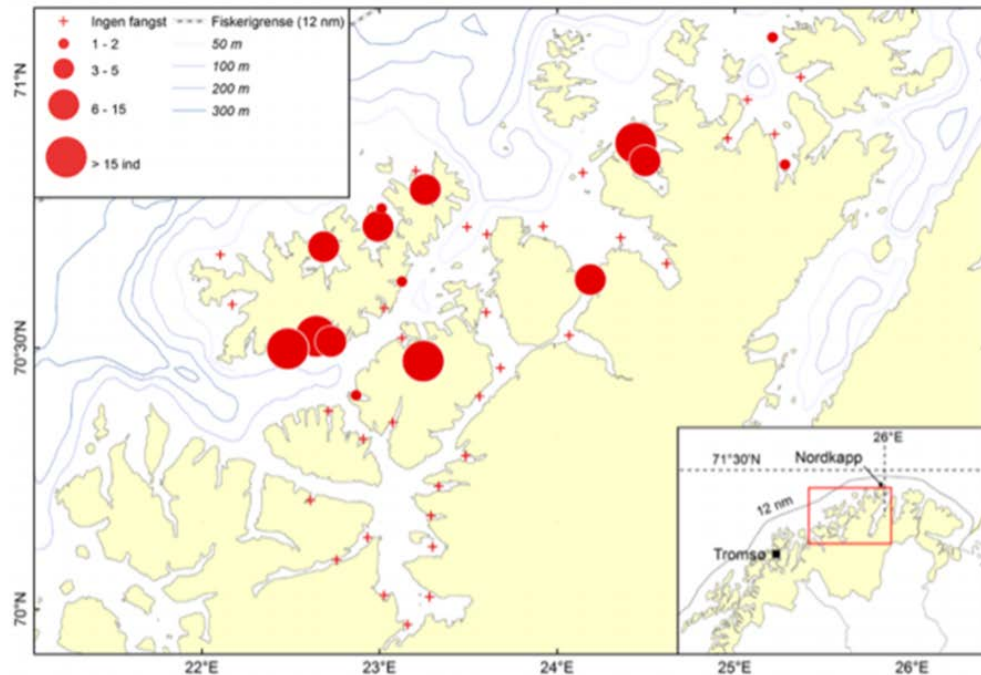 Ingen fangst
1 - 2
3 - 5
6 - 15
> 15 ind
Fiskerigrense (12 nm)
50 m
100 m
200 m
300 m
71°N
70°30'N
70°N
22°E
23°E
24°E
25°E
26°E
26°E
71°30'N
Nordkapp
12 nm
Tromsø